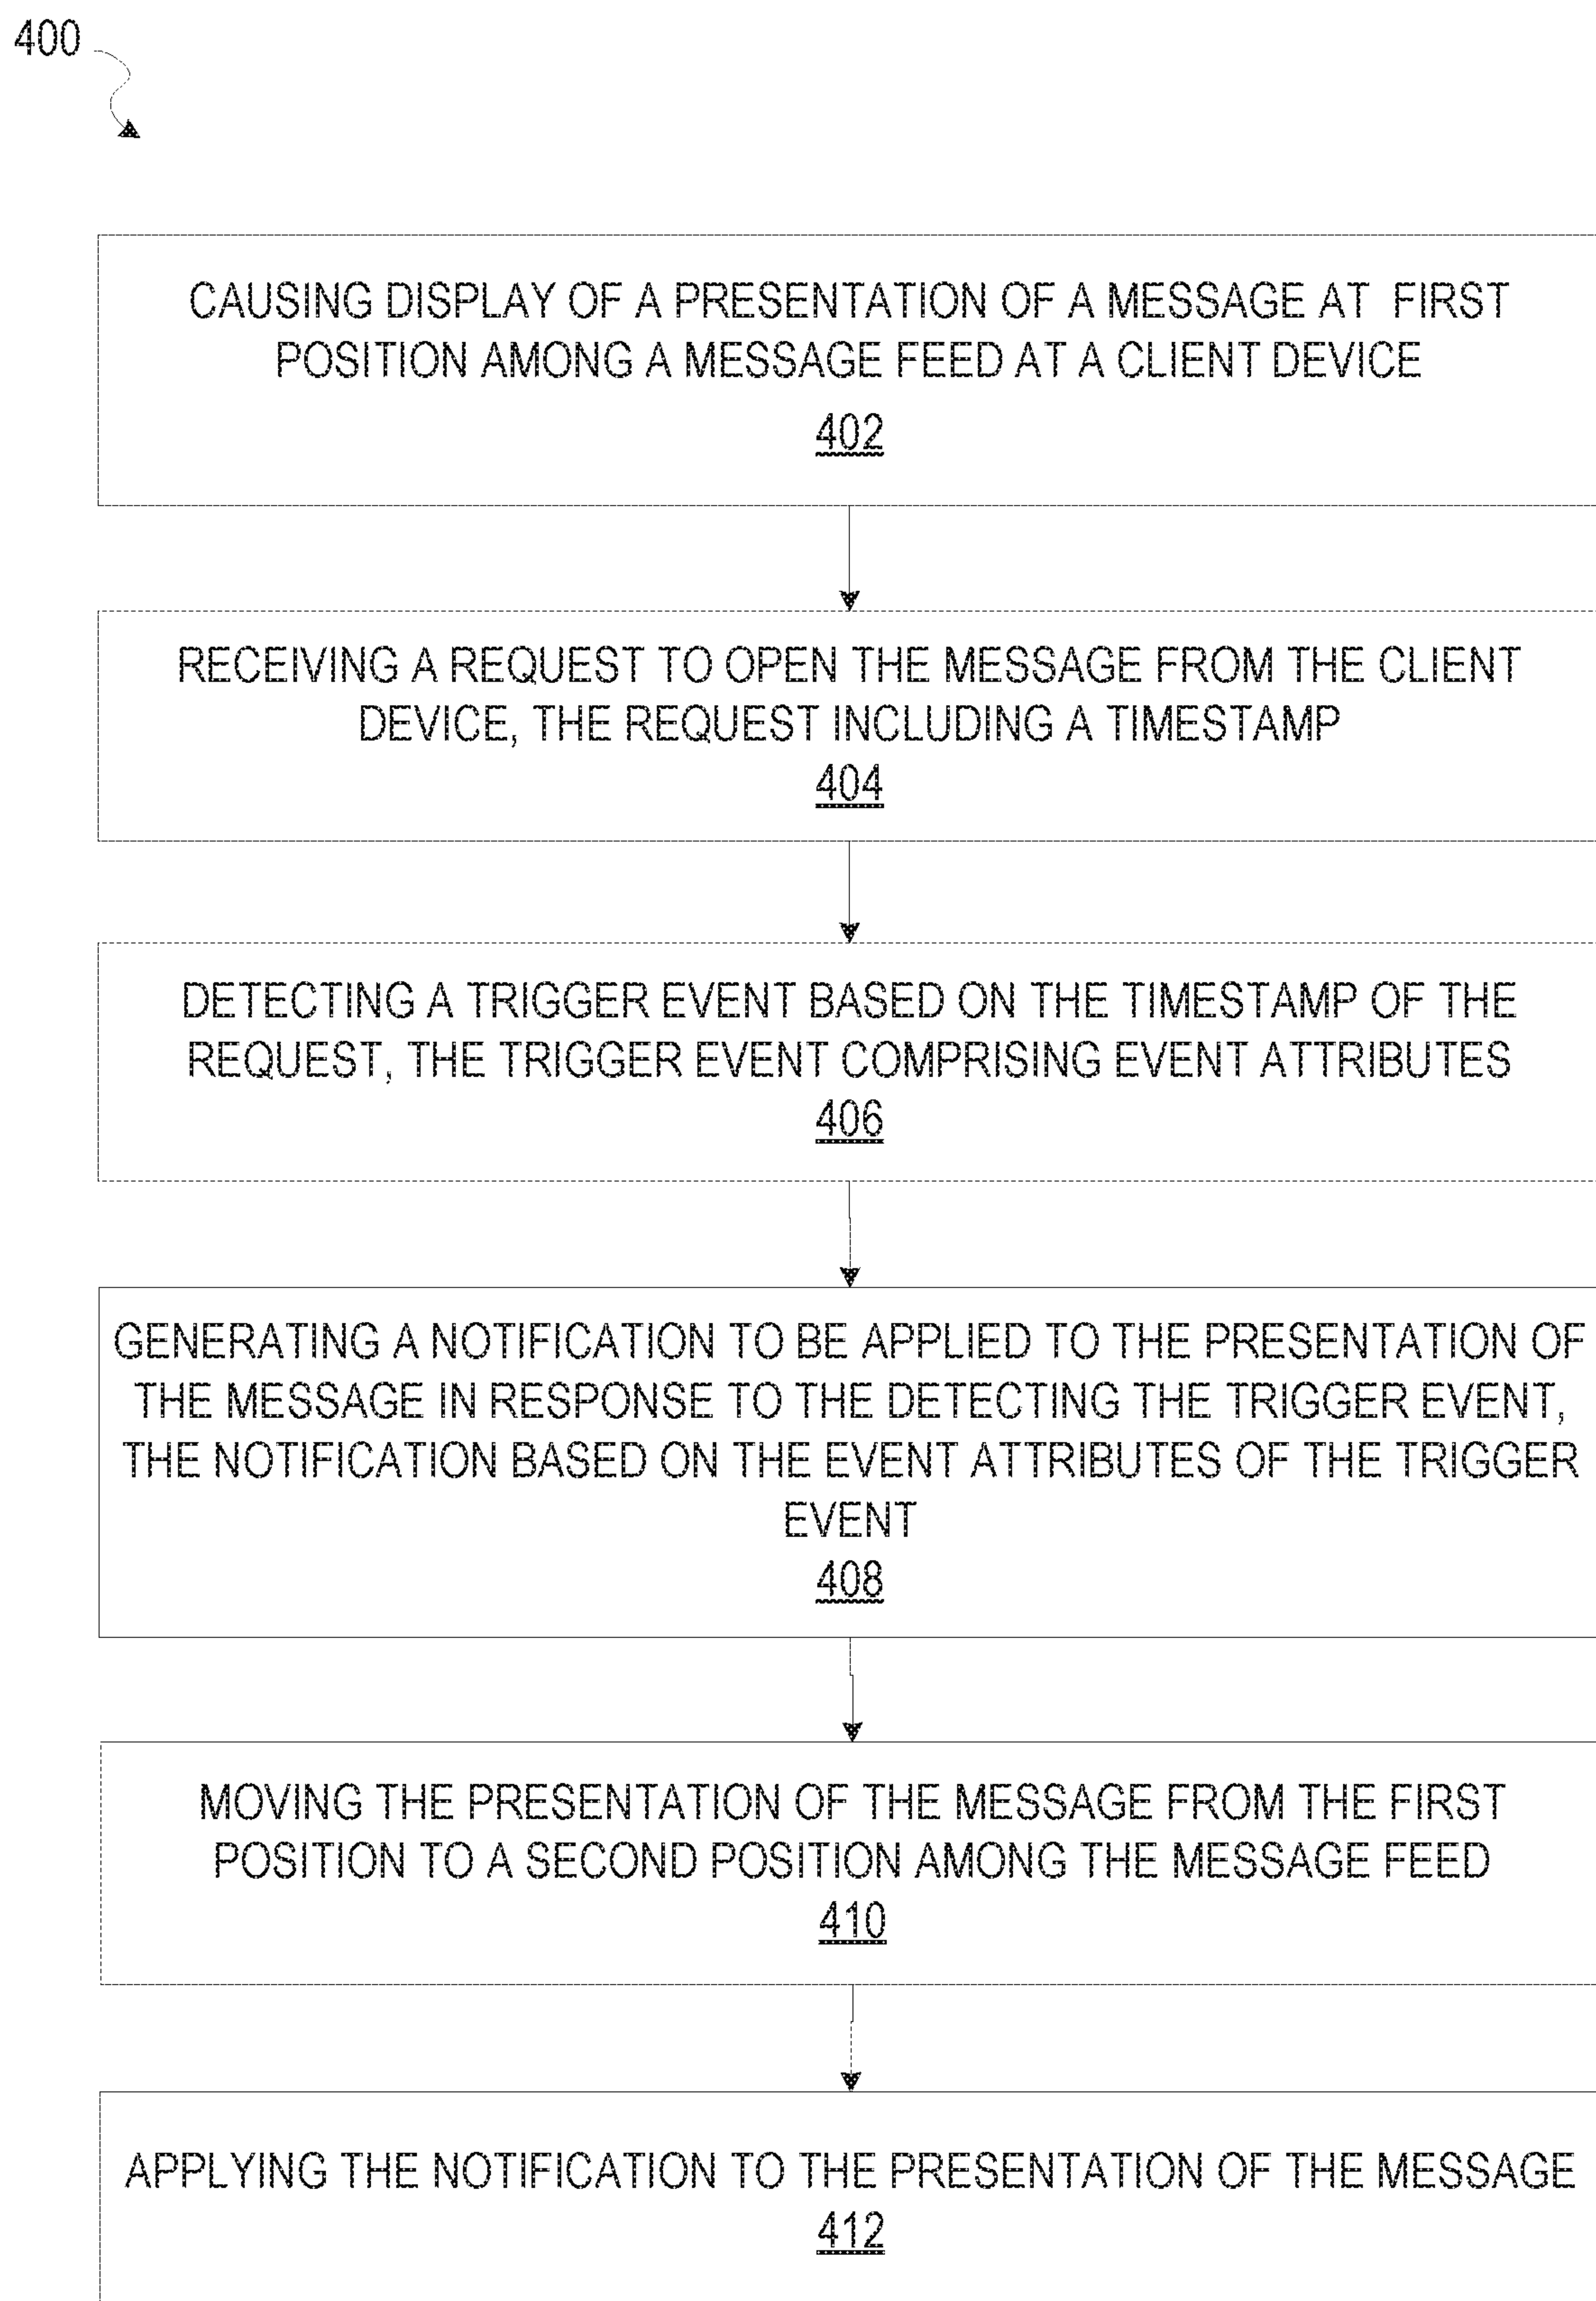 400
CAUSING DISPLAY OF A PRESENTATION OF A MESSAGE AT FIRST
POSITION AMONG A MESSAGE FEED AT A CLIENT DEVICE
402
RECEIVING A REQUEST TO OPEN THE MESSAGE FROM THE CLIENT
DEVICE, THE REQUEST INCLUDING A TIMESTAMP
404
DETECTING A TRIGGER EVENT BASED ON THE TIMESTAMP OF THE
REQUEST, THE TRIGGER EVENT COMPRISING EVENT ATTRIBUTES
406
GENERATING A NOTIFICATION TO BE APPLIED TO THE PRESENTATION OF
THE MESSAGE IN RESPONSE TO THE DETECTING THE TRIGGER EVENT,
THE NOTIFICATION BASED ON THE EVENT ATTRIBUTES OF THE TRIGGER
EVENT
408
MOVING THE PRESENTATION OF THE MESSAGE FROM THE FIRST
POSITION TO A SECOND POSITION AMONG THE MESSAGE FEED
410
APPLYING THE NOTIFICATION TO THE PRESENTATION OF THE MESSAGE
412